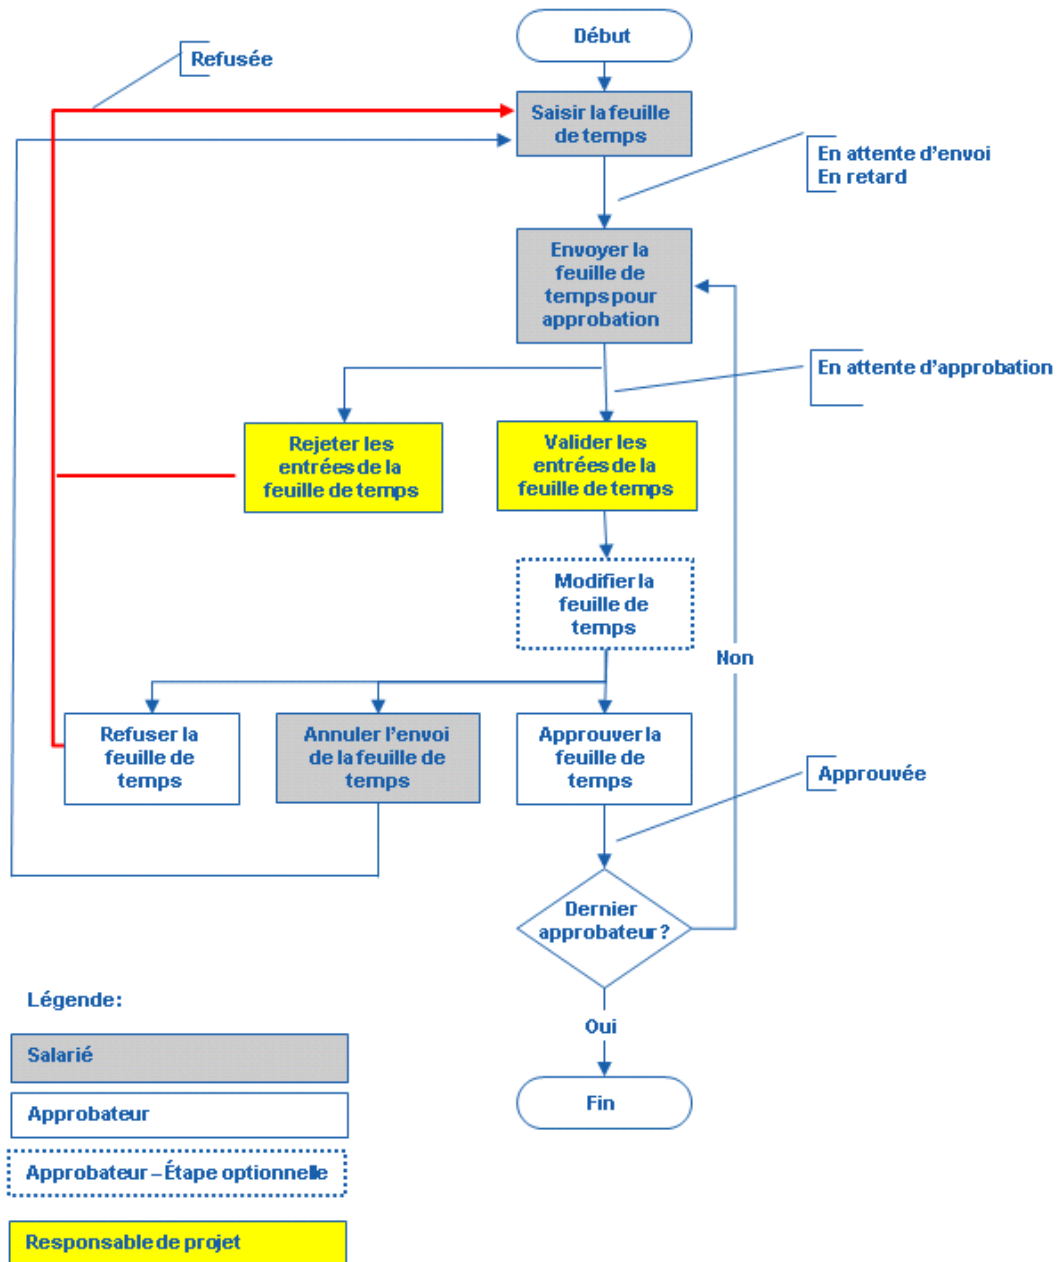 Début
Refusée
Saisir la feuille
de temps
En attente d'envoi
En retard
Envoyer la
feuille de
temps pour
approbation
En attente d'approbation
Rejeter les
entrées de la
feuille de temps
Valider les
entrées de la
feuille de temps
Modifier la
feuille de
temps
Non
Refuser la
feuille de
temps
Annuler l'envoi
de la feuille de
temps
Approuver la
feuille de
temps
Approuvée
Dernier
approbateur ?
Oui
Fin
Légende :
Salarié
Approbateur
Approbateur – Étape optionnelle
Responsable de projet